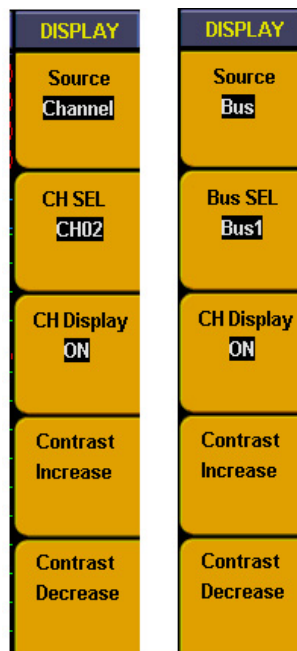 DISPLAY
Source
Channel
CH SEL
CH02
CH Display
ON
Contrast
Increase
Contrast
Decrease
DISPLAY
Source
Bus
Bus SEL
Bus1
CH Display
ON
Contrast
Increase
Contrast
Decrease